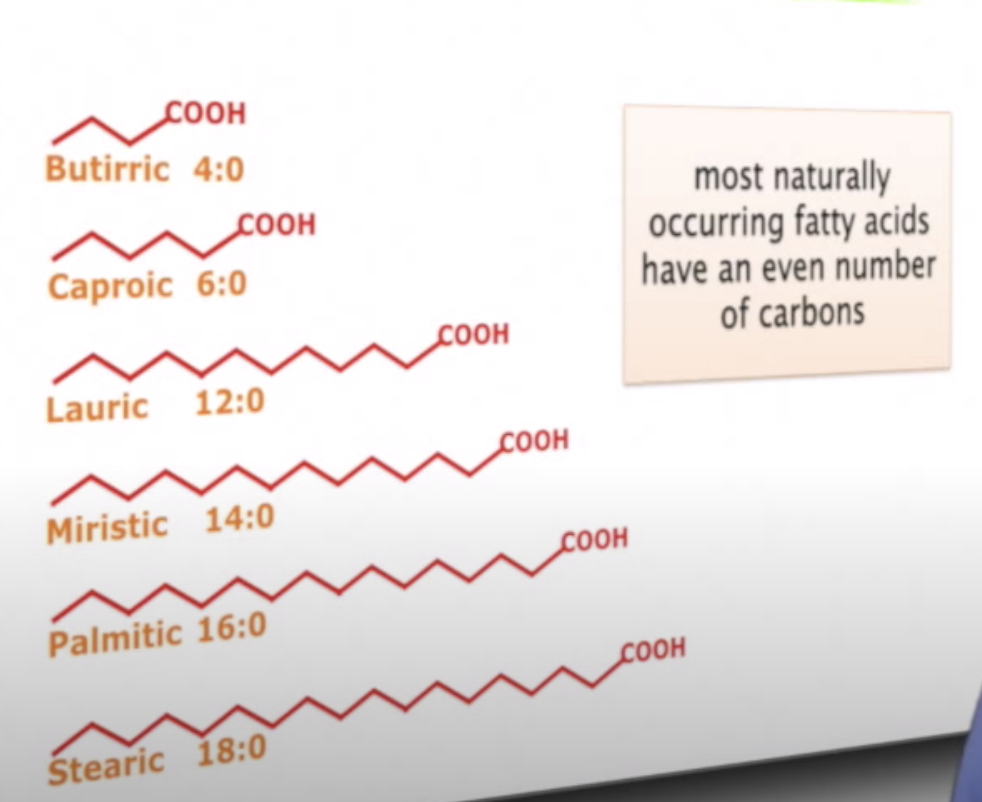 COOH
Butirric 4:0
COOH
Caproic 6:0
COOH
Lauric 12:0
COOH
Miristic 14:0
COOH
Palmitic 16:0
COOH
Stearic 18:0
most naturally
occurring fatty acids
have an even number
of carbons